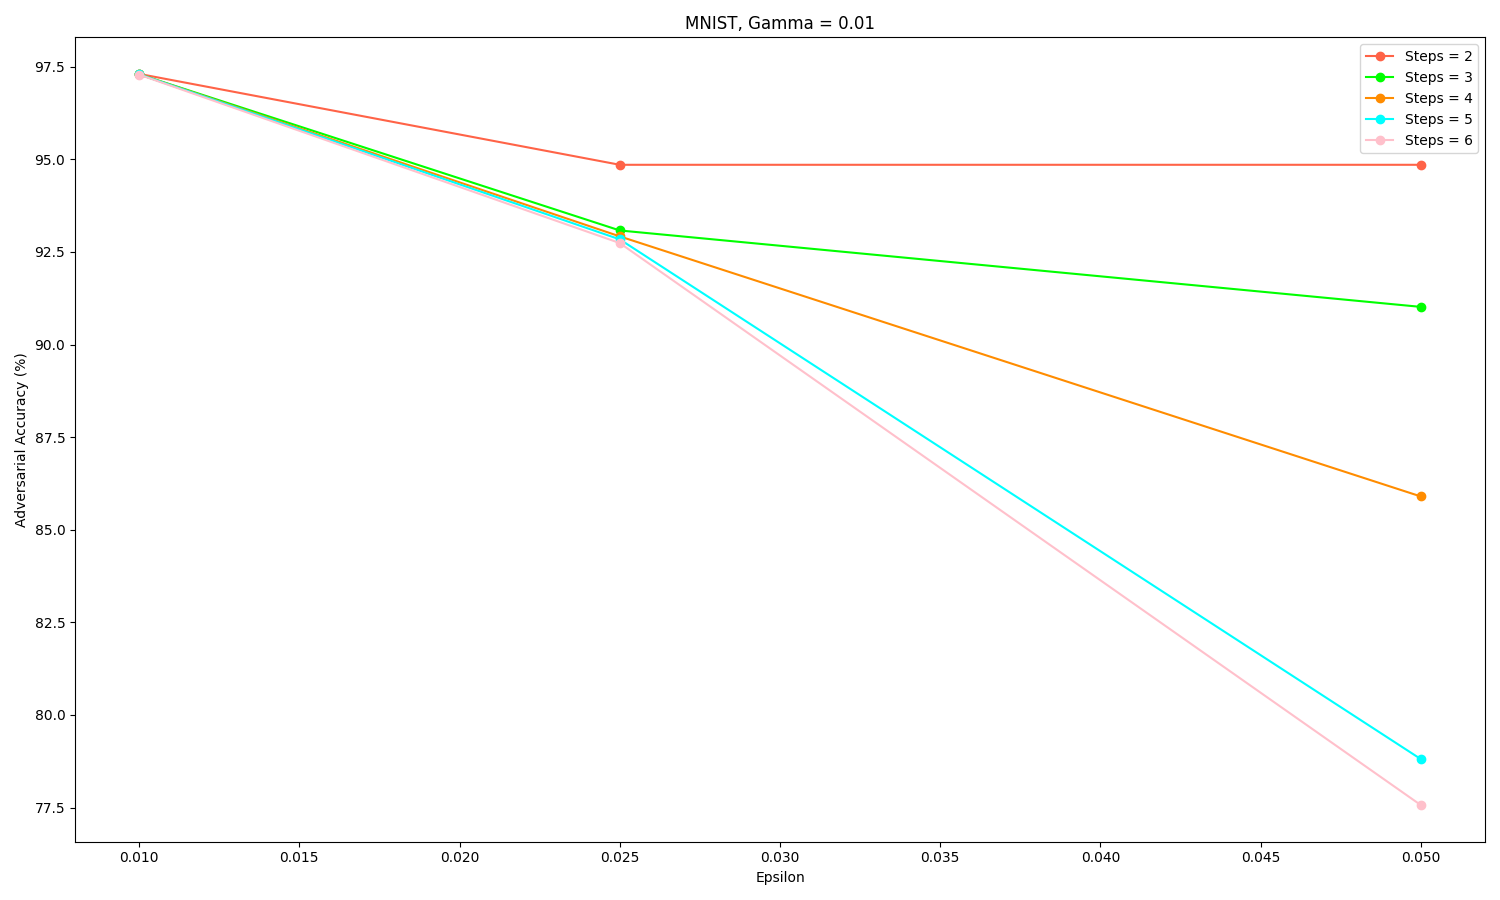 MNIST, Gamma = 0.01
Steps = 2
Steps = 3
Steps = 4
Steps = 5
Steps = 6
97.5
95.0
92.5
90.0
87.5
85.0
82.5
80.0
77.5
Adversarial Accuracy (%)
0.010 0.015 0.020 0.025 0.030 0.035 0.040 0.045 0.050
Epsilon